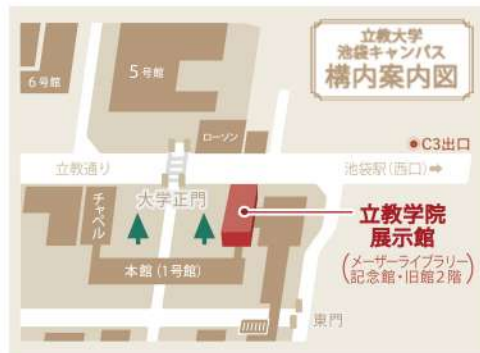 立教大学
池袋キャンパス
構内案内図
6号館
5号館
ローソン
C3出口
立教通り
池袋駅(西口)➡
チャペル
大学正門
立教学院
展示館
(メーザーライブラリー
記念館・旧館2階)
本館(1号館)
東門